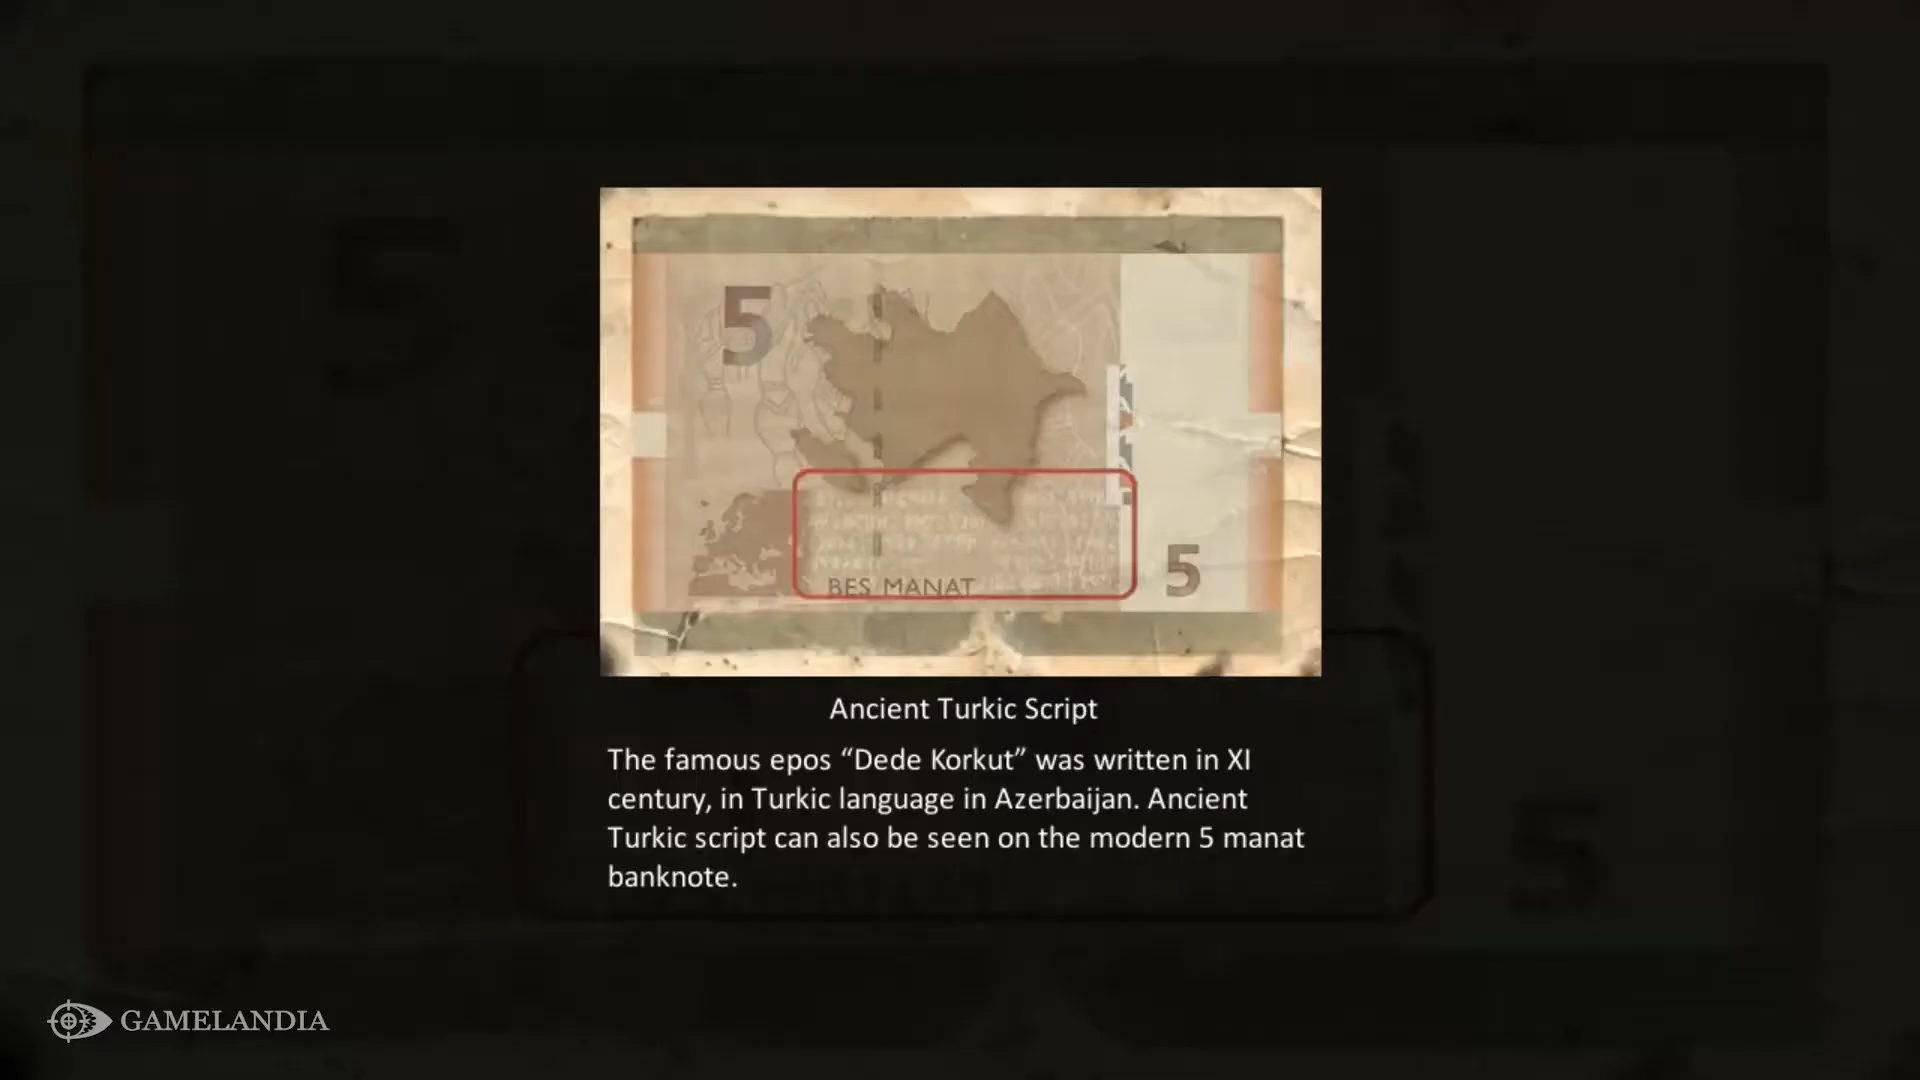 5
BES MANAT
5
Ancient Turkic Script
The famous epos “Dede Korkut” was written in XI
century, in Turkic language in Azerbaijan. Ancient
Turkic script can also be seen on the modern 5 manat
banknote.
GAMELANDIA